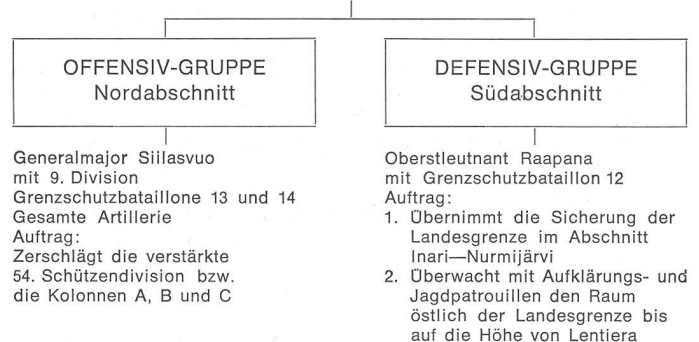 OFFENSIV-GRUPPE
Nordabschnitt
Generalmajor Siilasvuo
mit 9. Division
Grenzschutzbataillone 13 und 14
Gesamte Artillerie
Auftrag:
Zerschlägt die verstärkte
54. Schützendivision bzw.
die Kolonnen A, B und C
DEFENSIV-GRUPPE
Südabschnitt
Oberstleutnant Raapana
mit Grenzschutzbataillon 12
Auftrag:
1. Übernimmt die Sicherung der
Landesgrenze im Abschnitt
Inari—Nurmijärvi
2. Überwacht mit Aufklärungs- und
Jagdpatrouillen den Raum
östlich der Landesgrenze bis
auf die Höhe von Lentiera